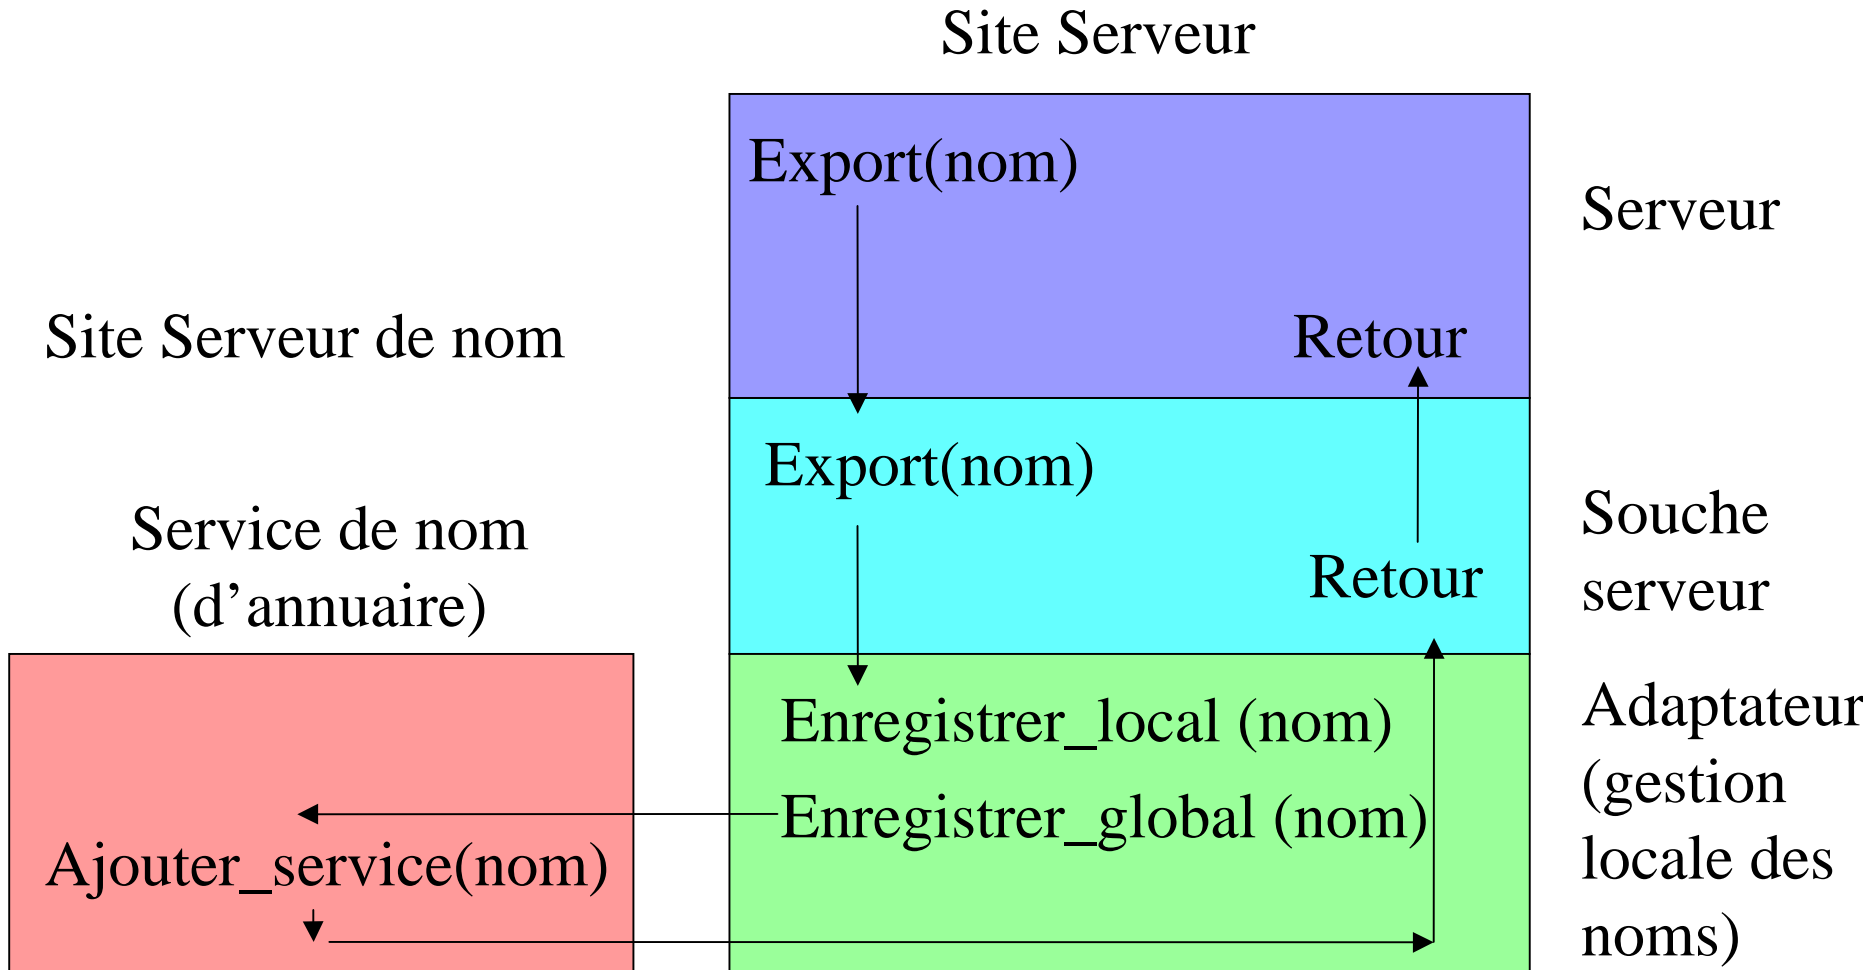 Site Serveur
Export(nom)
Serveur
Site Serveur de nom
Retour
Export(nom)
Service de nom
(d’annuaire)
Retour
Souche
serveur
Enregistrer_local (nom)
Enregistrer_global (nom)
Ajouter_service(nom)
Adaptateur
(gestion
locale des
noms)